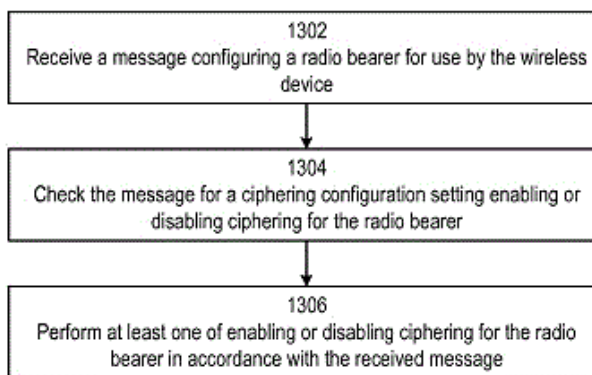 1302
Receive a message configuring a radio bearer for use by the wireless
device
1304
Check the message for a ciphering configuration setting enabling or
disabling ciphering for the radio bearer
1306
Perform at least one of enabling or disabling ciphering for the radio
bearer in accordance with the received message